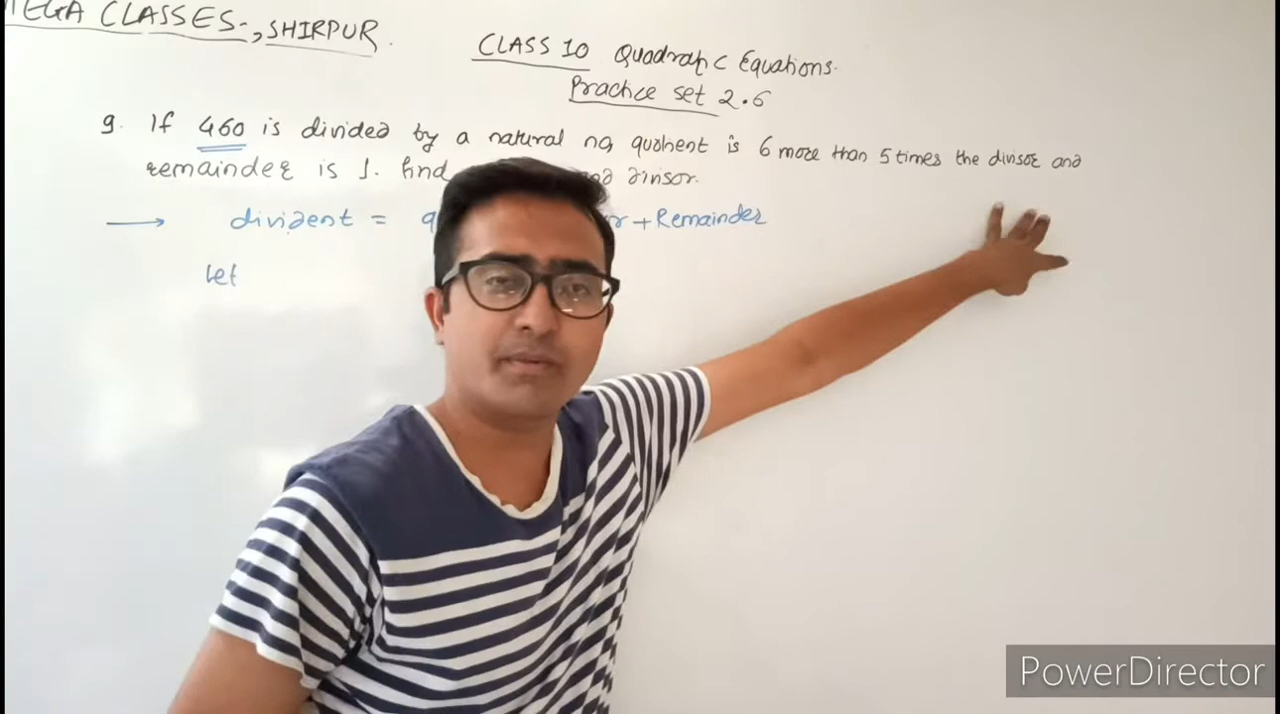 CLASSES-, SHIRPUR.
CLASS 10 Quadratic Equations.
Practice set 2.6
9. If 460 is divided by a natural no, quotient is 6 more than 5 times the divisor and
remainder is 1. find divisor.
divident = + Remainder
let
PowerDirector